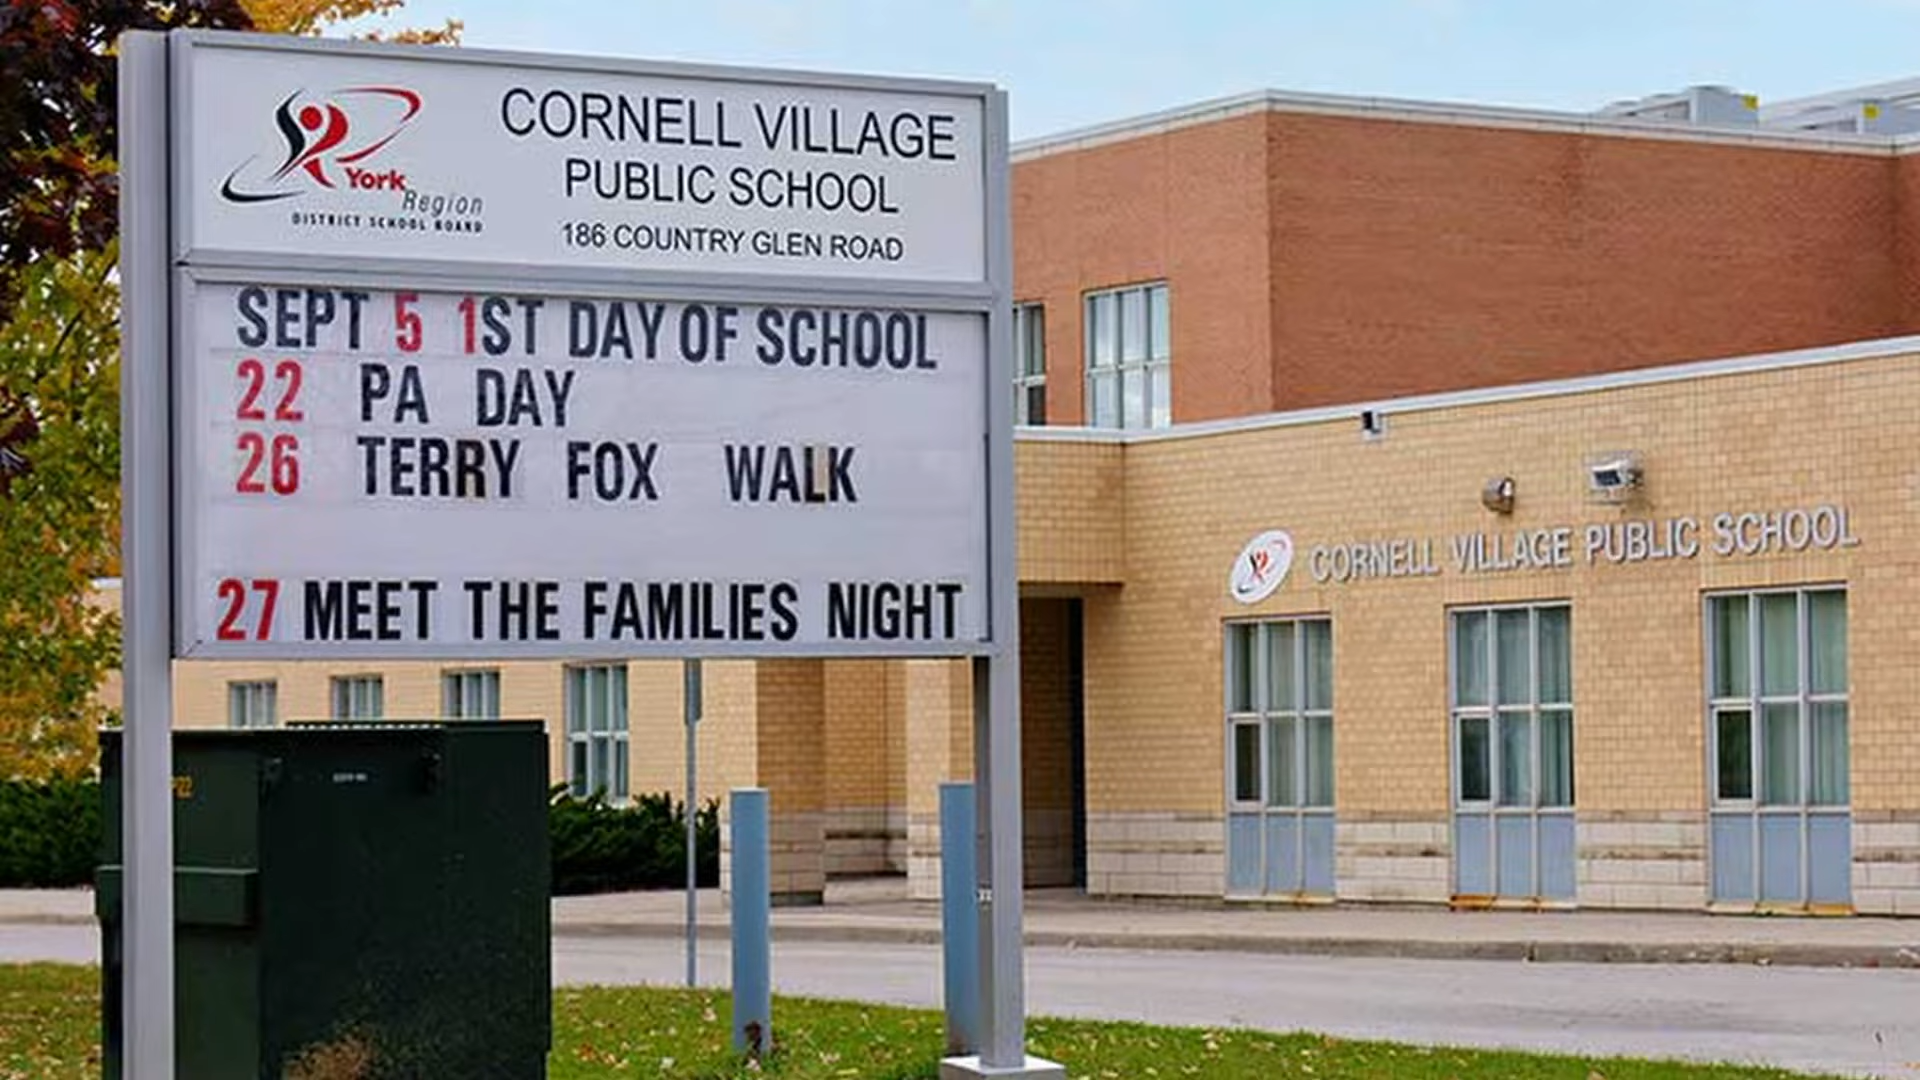 York
Region
DISTRICT SCHOOL BOARD
CORNELL VILLAGE
PUBLIC SCHOOL
186 COUNTRY GLEN ROAD
SEPT 5 1ST DAY OF SCHOOL
22 PA DAY
26 TERRY FOX WALK
27 MEET THE FAMILIES NIGHT
CORNELL VILLAGE PUBLIC SCHOOL